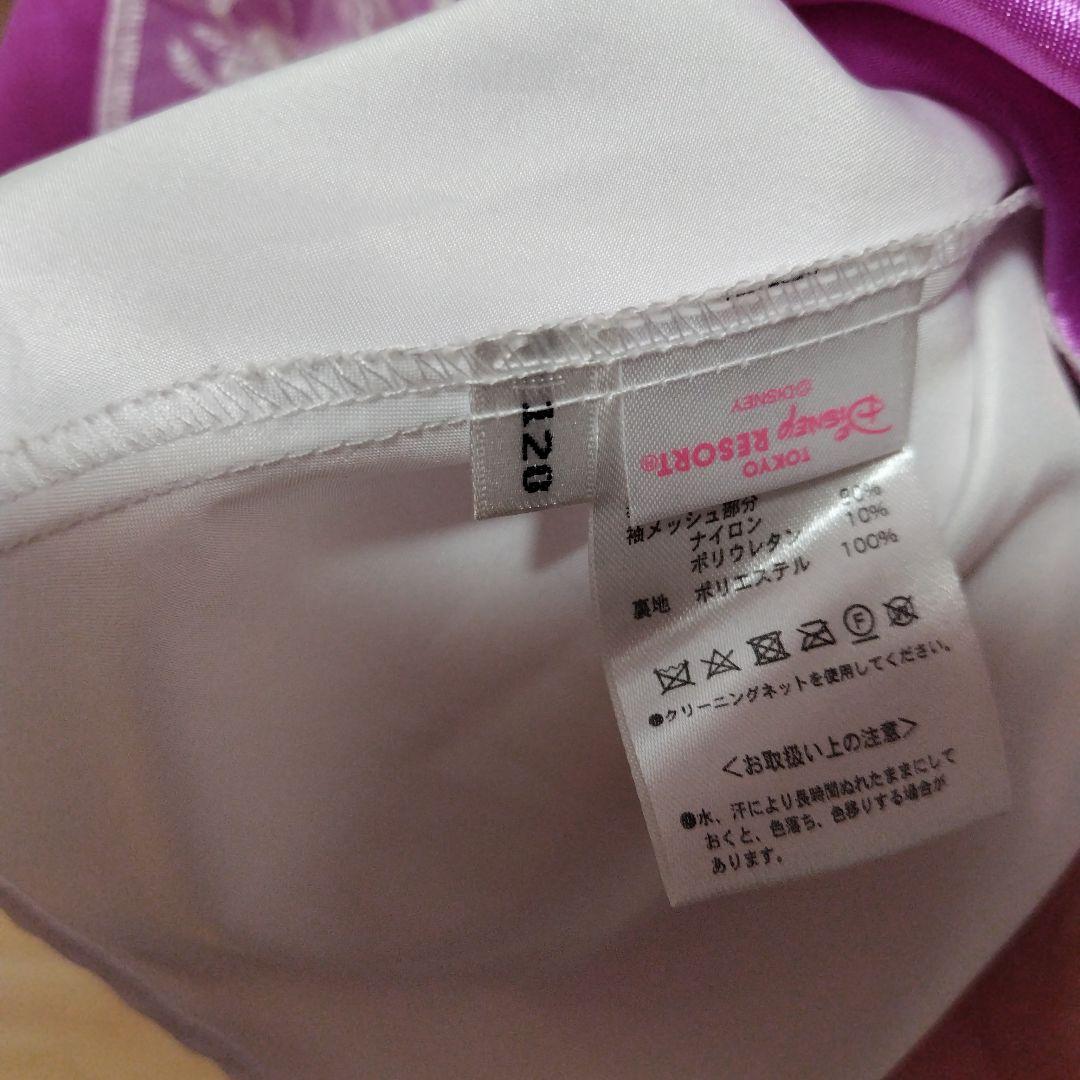 120
©DISNEY
Disney RESORT®
TOKYO
袖メッシュ部分
ナイロン 90%
ポリウレタン 10%
裏地 ポリエステル 100%
F
●クリーニングネットを使用してください。
＜お取扱い上の注意＞
●水、汗により長時間ぬれたままにして
おくと、色落ち、色移りする場合が
あります。